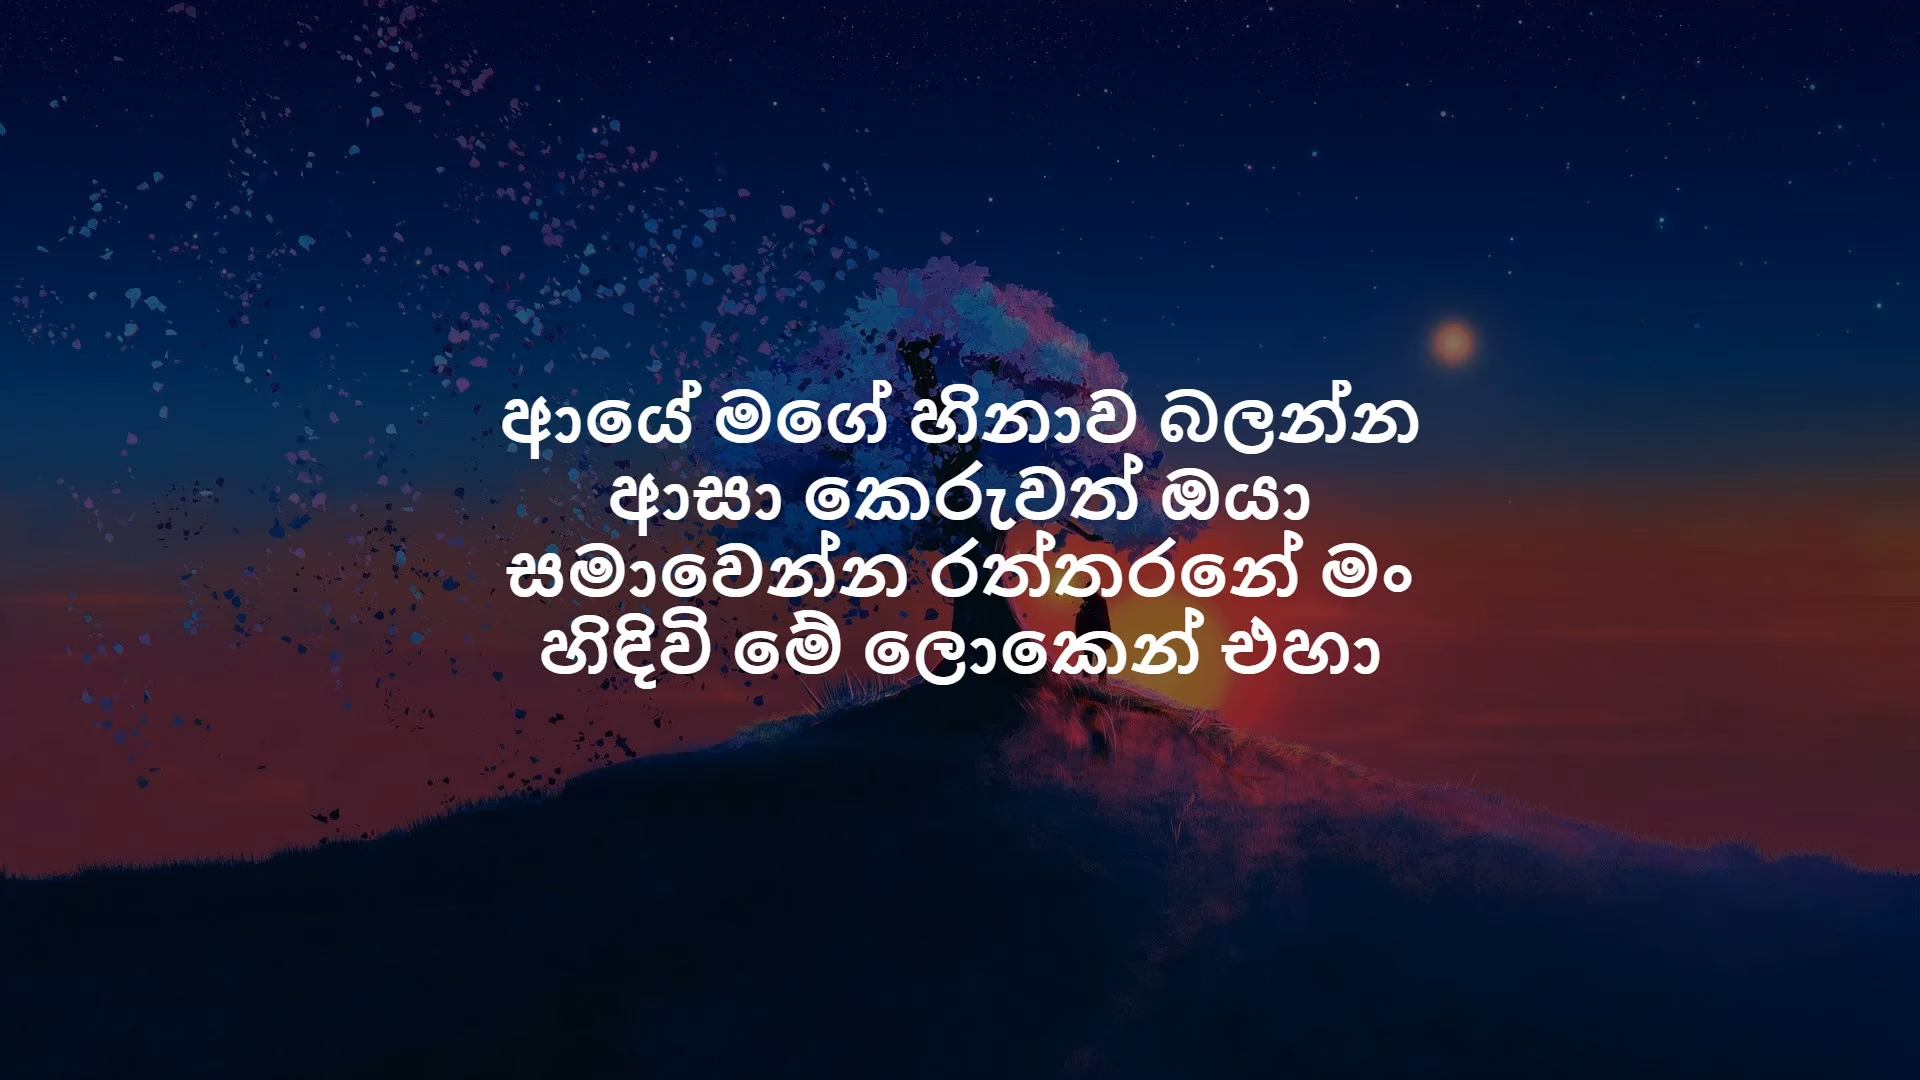 ආයේ මගේ හිනාව බලන්න
ආසා කෙරුවත් ඔයා
සමාවෙන්න රත්තරනේ මං
හිඳිවි මේ ලොකෙන් එහා